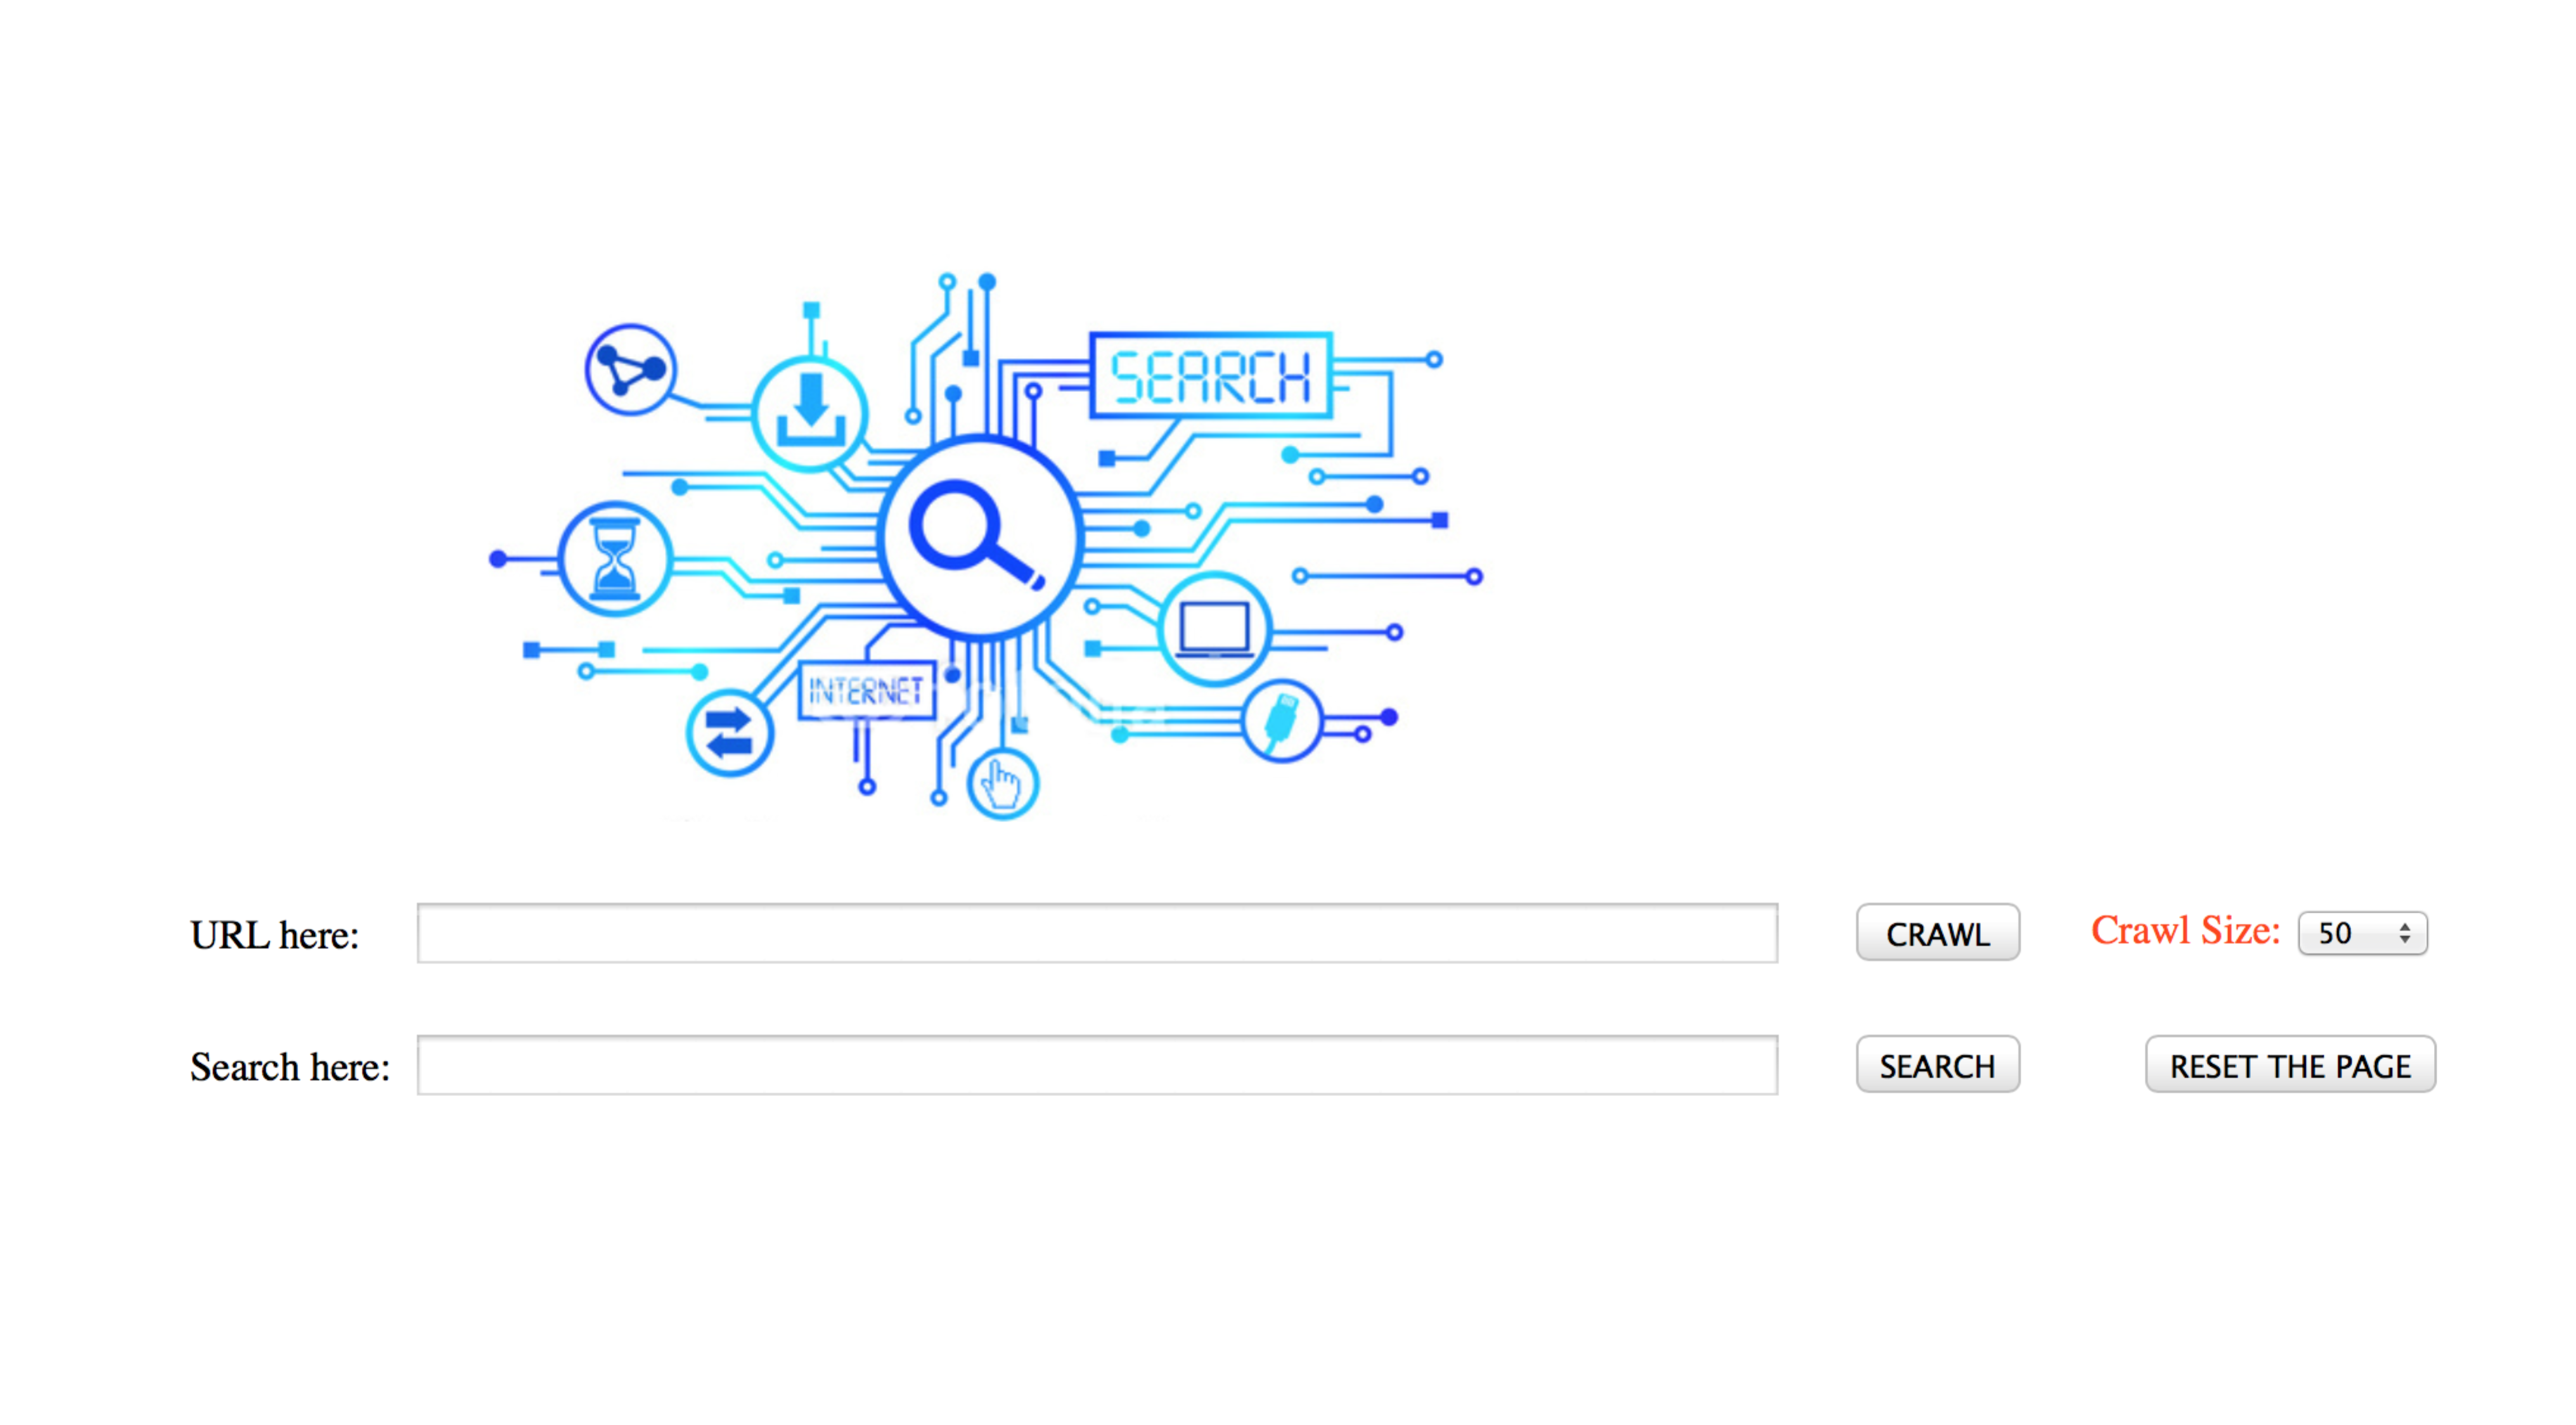 SEARCH
INTERNET
URL here:
CRAWL
Crawl Size:
50
Search here:
SEARCH
RESET THE PAGE